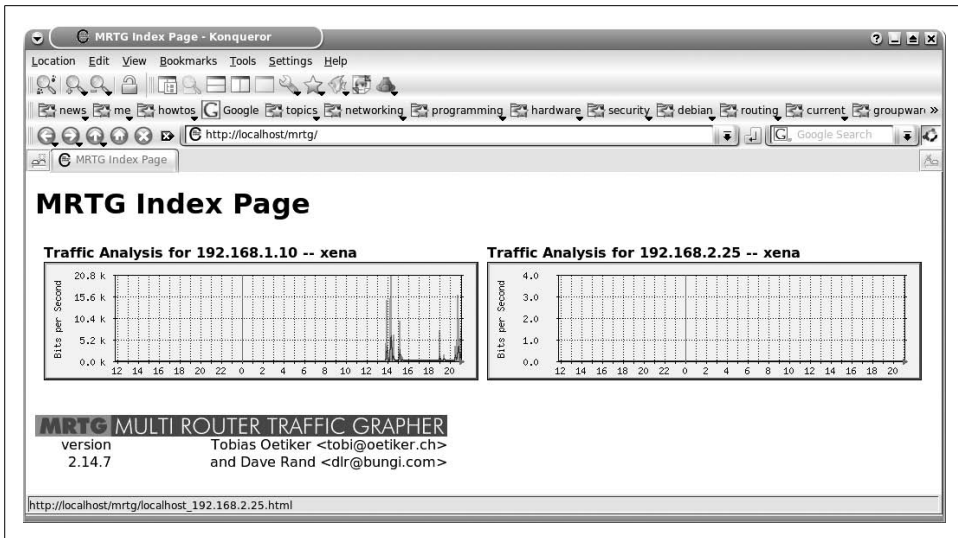 MRTG Index Page - Konqueror
Location Edit View Bookmarks Tools Settings Help
news me howtos Google topics networking programming hardware security debian routing current groupwan »
http://localhost/mrtg/ Google Search
MRTG Index Page
MRTG Index Page
Traffic Analysis for 192.168.1.10 -- xena
Bits per Second
20.8 k
15.6 k
10.4 k
5.2 k
0.0 k
12 14 16 18 20 22 0 2 4 6 8 10 12 14 16 18 20
Traffic Analysis for 192.168.2.25 -- xena
Bits per Second
4.0
3.0
2.0
1.0
0.0
12 14 16 18 20 22 0 2 4 6 8 10 12 14 16 18 20
MRTG MULTI ROUTER TRAFFIC GRAPHER
version Tobias Oetiker <tobi@oetiker.ch>
2.14.7 and Dave Rand <dlr@bungi.com>
http://localhost/mrtg/localhost_192.168.2.25.html